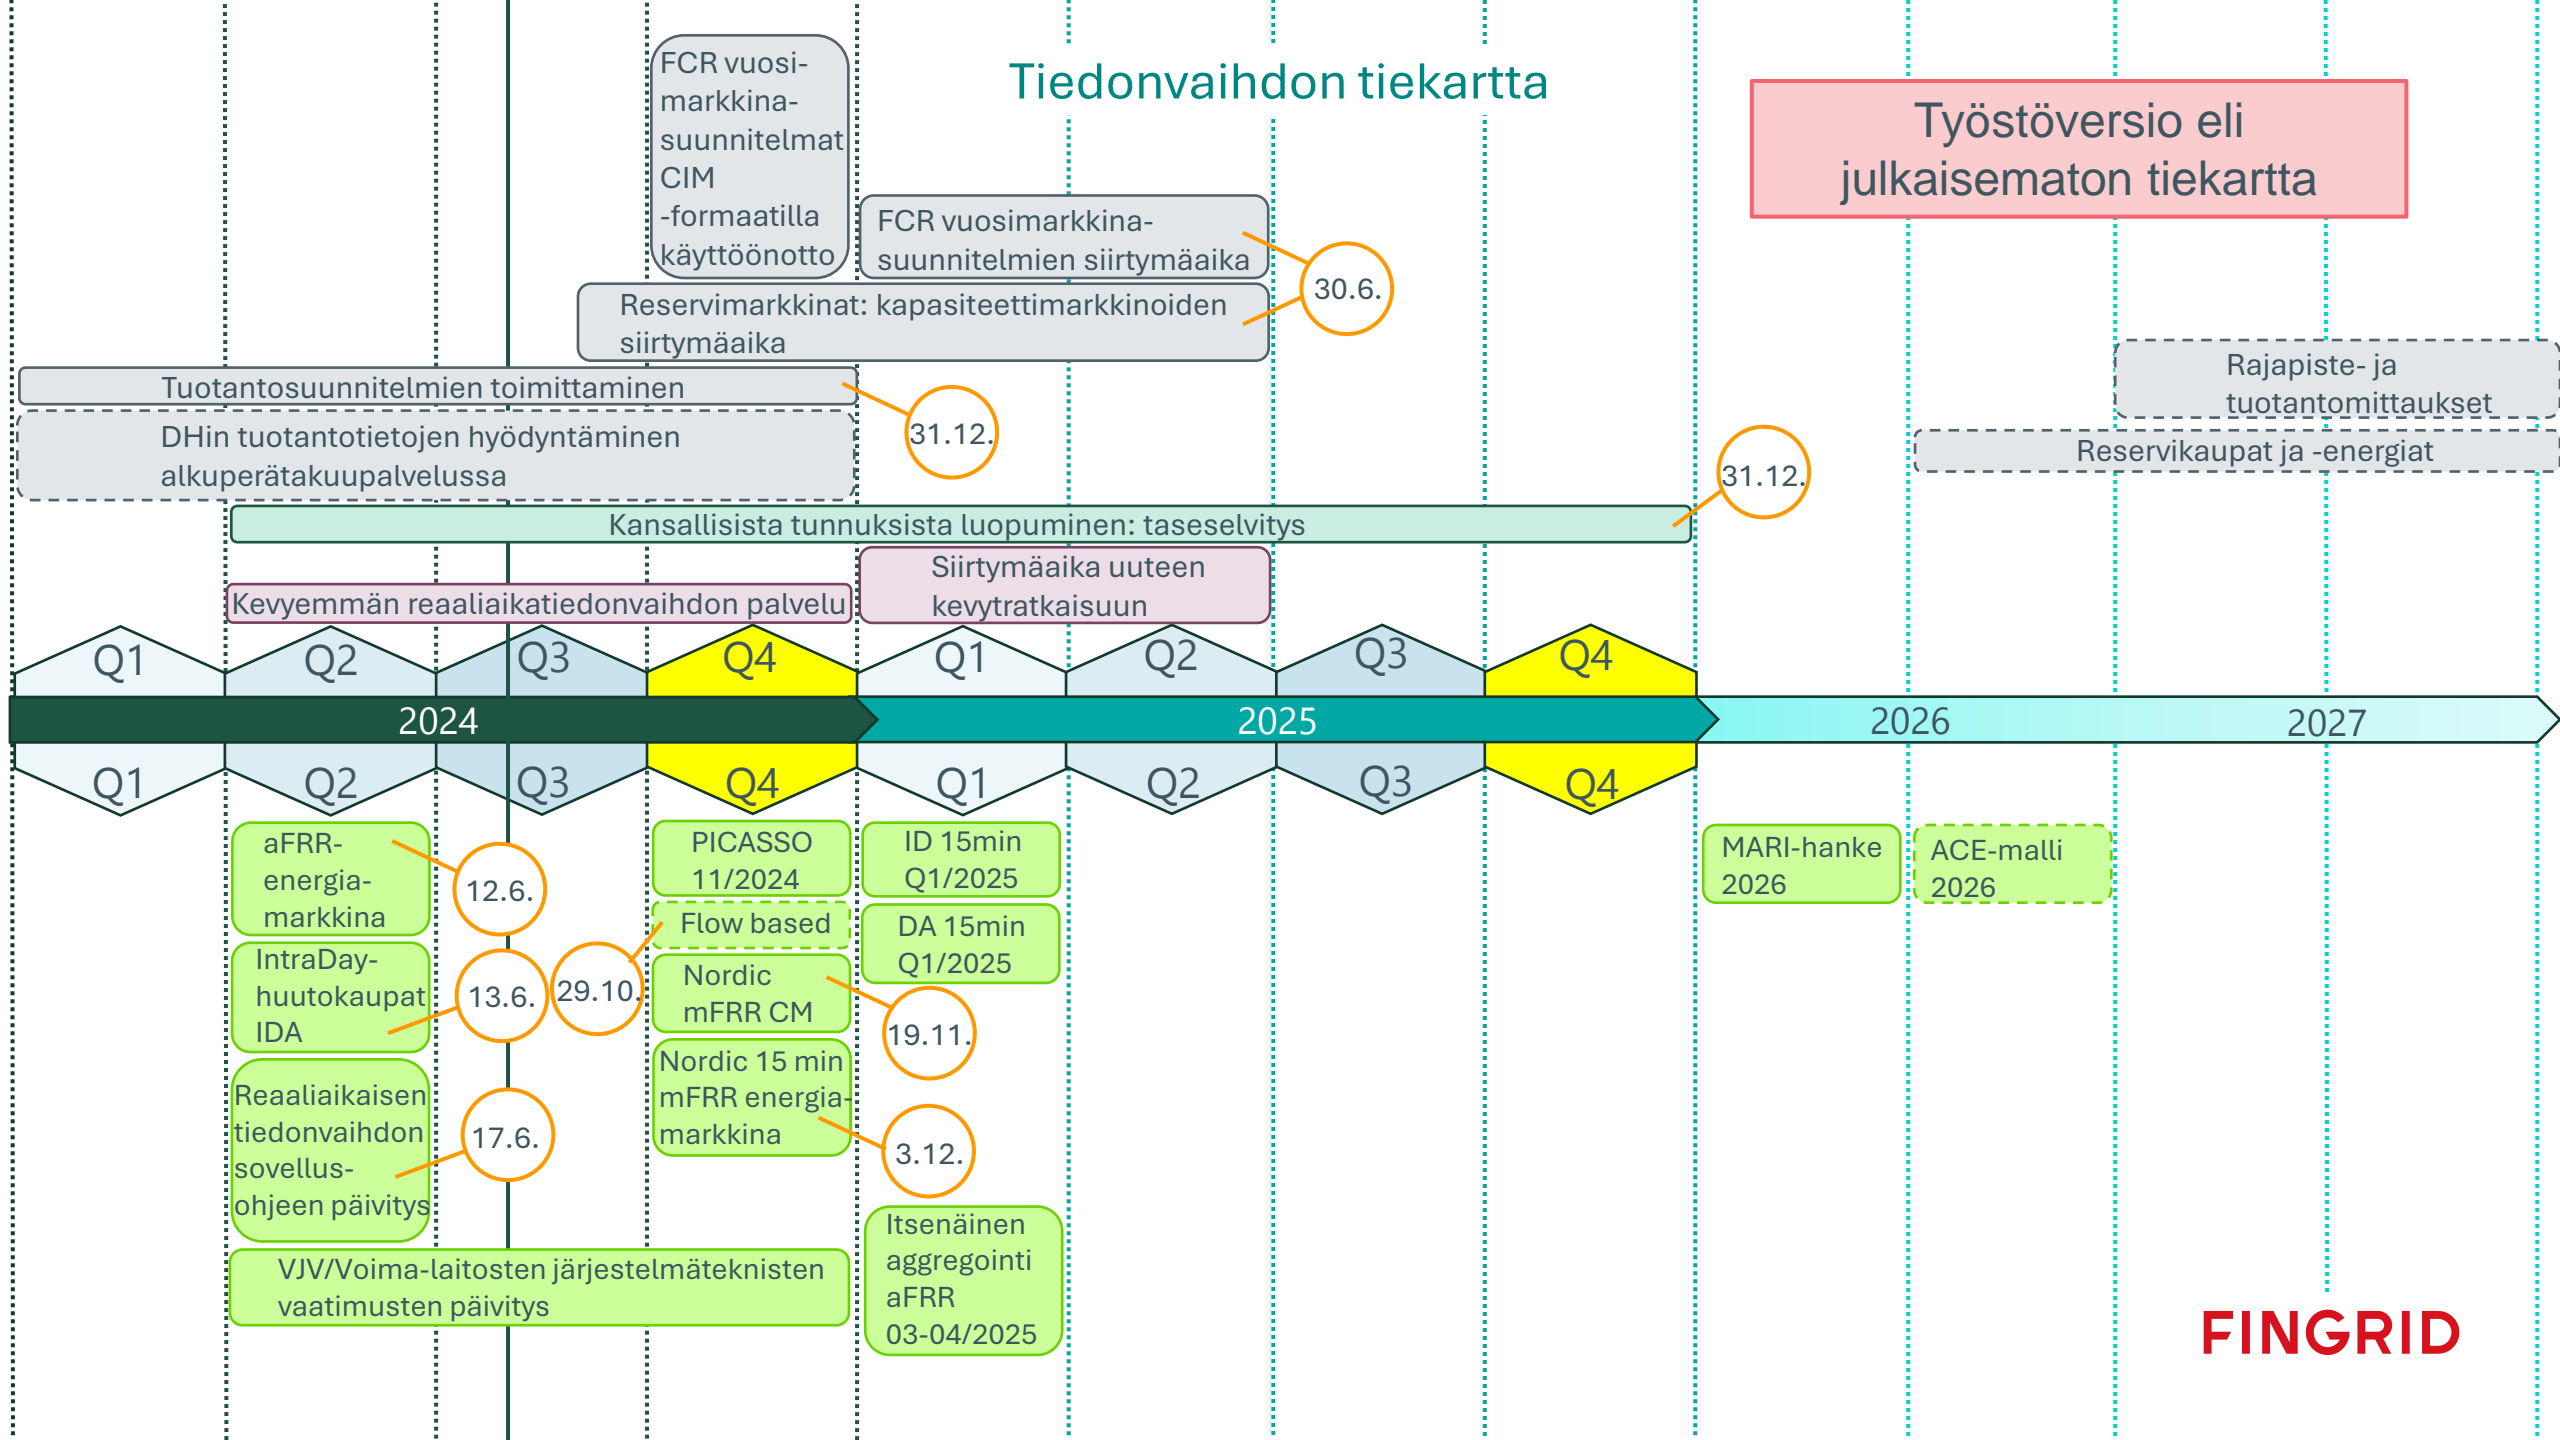 Tiedonvaihdon tiekartta
Työstöversio eli
julkaisematon tiekartta
FCR vuosi-
markkina-
suunnitelmat
CIM
-formaatilla
käyttöönotto
FCR vuosimarkkina-
suunnitelmien siirtymäaika
30.6.
Reservimarkkinat: kapasiteettimarkkinoiden
siirtymäaika
Tuotantosuunnitelmien toimittaminen
31.12.
DHin tuotantotietojen hyödyntäminen
alkuperätakuupalvelussa
Rajapiste- ja
tuotantomittaukset
Reservikaupat ja -energiat
31.12.
Kansallisista tunnuksista luopuminen: taseselvitys
Siirtymäaika uuteen
kevytratkaisuun
Kevyemmän reaaliaikatiedonvaihdon palvelu
Q1
Q2
Q3
Q4
Q1
Q2
Q3
Q4
2024
2025
2026
2027
Q1
Q2
Q3
Q4
Q1
Q2
Q3
Q4
aFRR-
energia-
markkina
12.6.
IntraDay-
huutokaupat
IDA
13.6.
29.10.
Reaaliaikaisen
tiedonvaihdon
sovellus-
ohjeen päivitys
17.6.
VJV/Voima-laitosten järjestelmäteknisten
vaatimusten päivitys
PICASSO
11/2024
Flow based
Nordic
mFRR CM
19.11.
Nordic 15 min
mFRR energia-
markkina
3.12.
ID 15min
Q1/2025
DA 15min
Q1/2025
Itsenäinen
aggregointi
aFRR
03-04/2025
MARI-hanke
2026
ACE-malli
2026
FINGRID